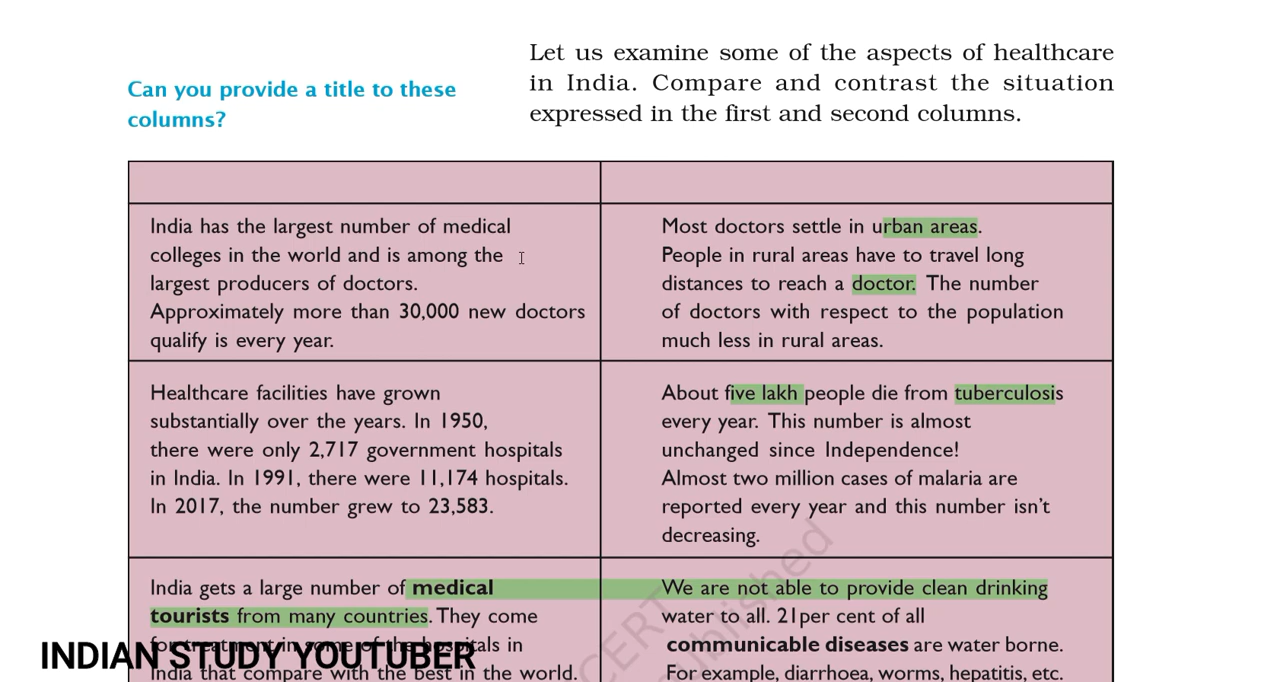 Let us examine some of the aspects of healthcare
in India. Compare and contrast the situation
expressed in the first and second columns.
Can you provide a title to these
columns?
India has the largest number of medical
colleges in the world and is among the
largest producers of doctors.
Approximately more than 30,000 new doctors
qualify is every year.
Most doctors settle in urban areas.
People in rural areas have to travel long
distances to reach a doctor. The number
of doctors with respect to the population
much less in rural areas.
Healthcare facilities have grown
substantially over the years. In 1950,
there were only 2,717 government hospitals
in India. In 1991, there were 11,174 hospitals.
In 2017, the number grew to 23,583.
About five lakh people die from tuberculosis
every year. This number is almost
unchanged since Independence!
Almost two million cases of malaria are
reported every year and this number isn't
decreasing.
India gets a large number of medical
tourists from many countries. They come
for treatment in some of the hospitals in
India that compare with the best in the world.
We are not able to provide clean drinking
water to all. 21per cent of all
communicable diseases are water borne.
For example, diarrhoea, worms, hepatitis, etc.
INDIAN STUDY YOUTUBER
CERT
ublished